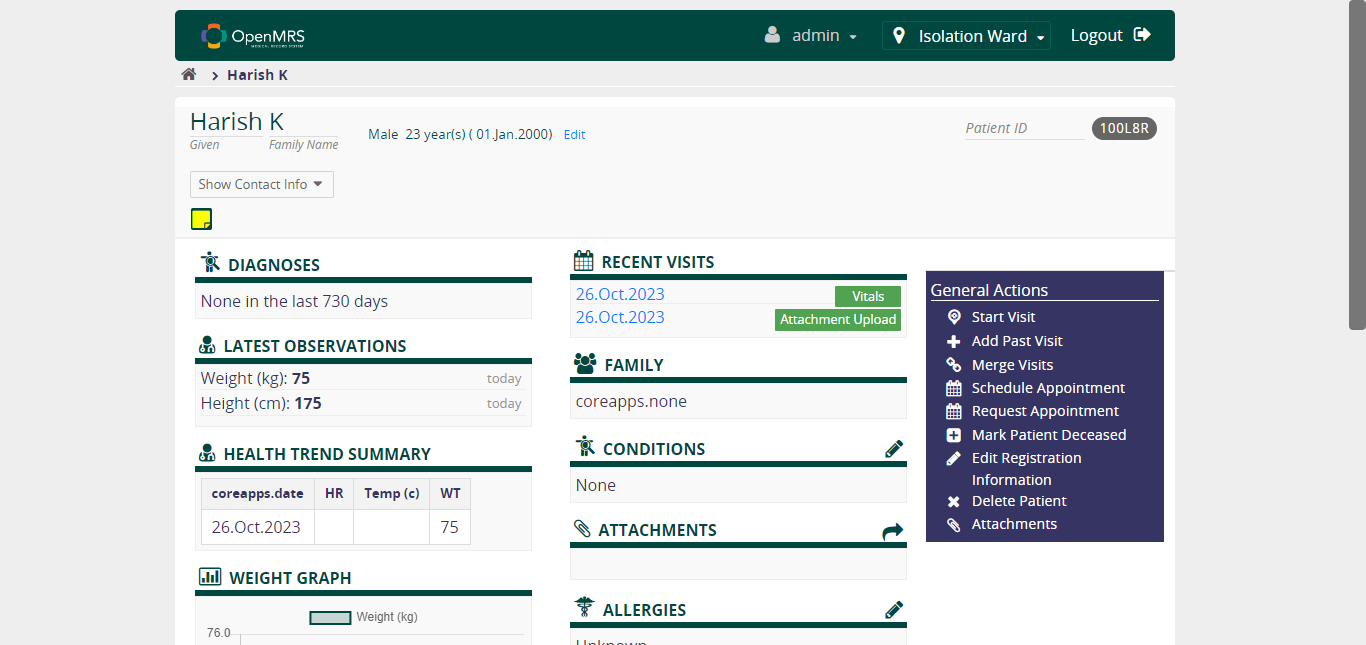 OpenMRS
MEDICAL RECORD SYSTEM
admin
Isolation Ward
Logout
Harish K
Harish K
Given
Family Name
Male 23 year(s) ( 01.Jan.2000) Edit
Patient ID
100L8R
Show Contact Info
DIAGNOSES
None in the last 730 days
LATEST OBSERVATIONS
Weight (kg): 75 today
Height (cm): 175 today
HEALTH TREND SUMMARY
coreapps.date HR Temp (c) WT
26.Oct.2023 75
WEIGHT GRAPH
Weight (kg)
76.0
RECENT VISITS
26.Oct.2023 Vitals
26.Oct.2023 Attachment Upload
FAMILY
coreapps.none
CONDITIONS
None
ATTACHMENTS
ALLERGIES
Unknown
General Actions
Start Visit
Add Past Visit
Merge Visits
Schedule Appointment
Request Appointment
Mark Patient Deceased
Edit Registration
Information
Delete Patient
Attachments